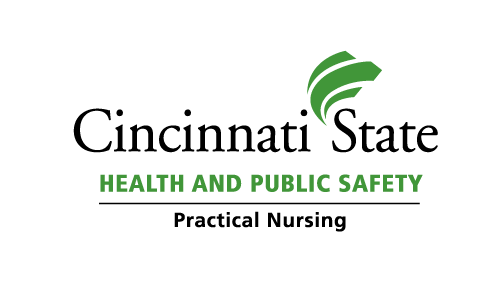 Cincinnati State
HEALTH AND PUBLIC SAFETY
Practical Nursing